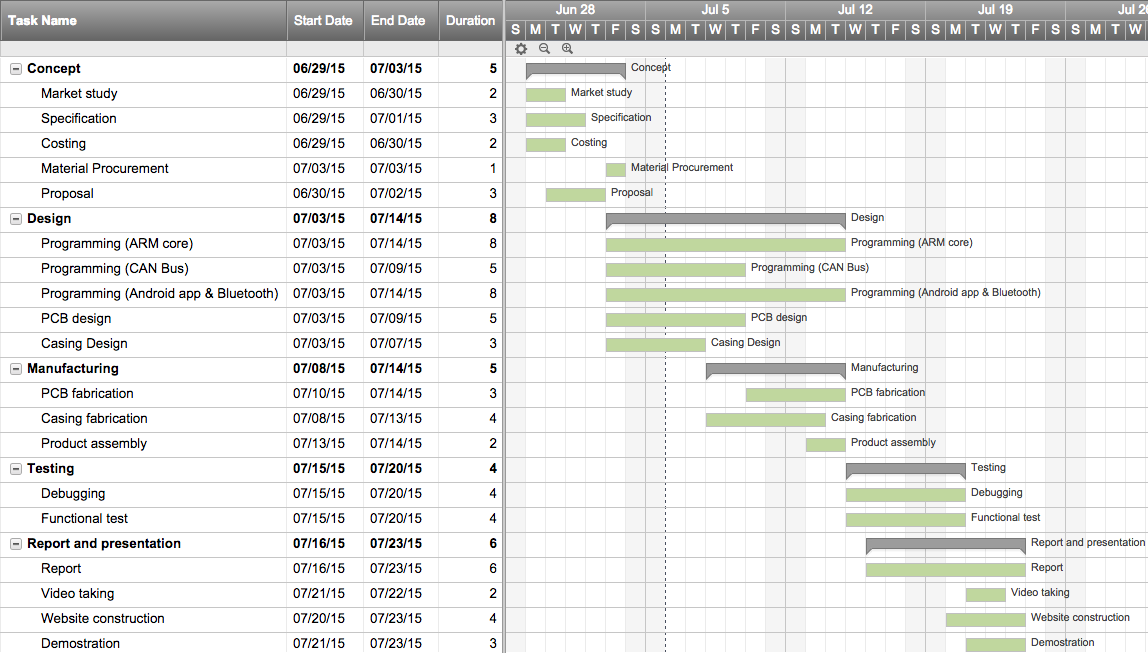 Task Name Start Date End Date Duration Jun 28 Jul 5 Jul 12 Jul 19
S M T W T F S S M T W T F S S M T W T F S S M T W T F S S M T W
Concept 06/29/15 07/03/15 5 Concept
Market study 06/29/15 06/30/15 2 Market study
Specification 06/29/15 07/01/15 3 Specification
Costing 06/29/15 06/30/15 2 Costing
Material Procurement 07/03/15 07/03/15 1 Material Procurement
Proposal 06/30/15 07/02/15 3 Proposal
Design 07/03/15 07/14/15 8 Design
Programming (ARM core) 07/03/15 07/14/15 8 Programming (ARM core)
Programming (CAN Bus) 07/03/15 07/09/15 5 Programming (CAN Bus)
Programming (Android app & Bluetooth) 07/03/15 07/14/15 8 Programming (Android app & Bluetooth)
PCB design 07/03/15 07/09/15 5 PCB design
Casing Design 07/03/15 07/07/15 3 Casing Design
Manufacturing 07/08/15 07/14/15 5 Manufacturing
PCB fabrication 07/10/15 07/14/15 3 PCB fabrication
Casing fabrication 07/08/15 07/13/15 4 Casing fabrication
Product assembly 07/13/15 07/14/15 2 Product assembly
Testing 07/15/15 07/20/15 4 Testing
Debugging 07/15/15 07/20/15 4 Debugging
Functional test 07/15/15 07/20/15 4 Functional test
Report and presentation 07/16/15 07/23/15 6 Report and presentation
Report 07/16/15 07/23/15 6 Report
Video taking 07/21/15 07/22/15 2 Video taking
Website construction 07/20/15 07/23/15 4 Website construction
Demostration 07/21/15 07/23/15 3 Demostration